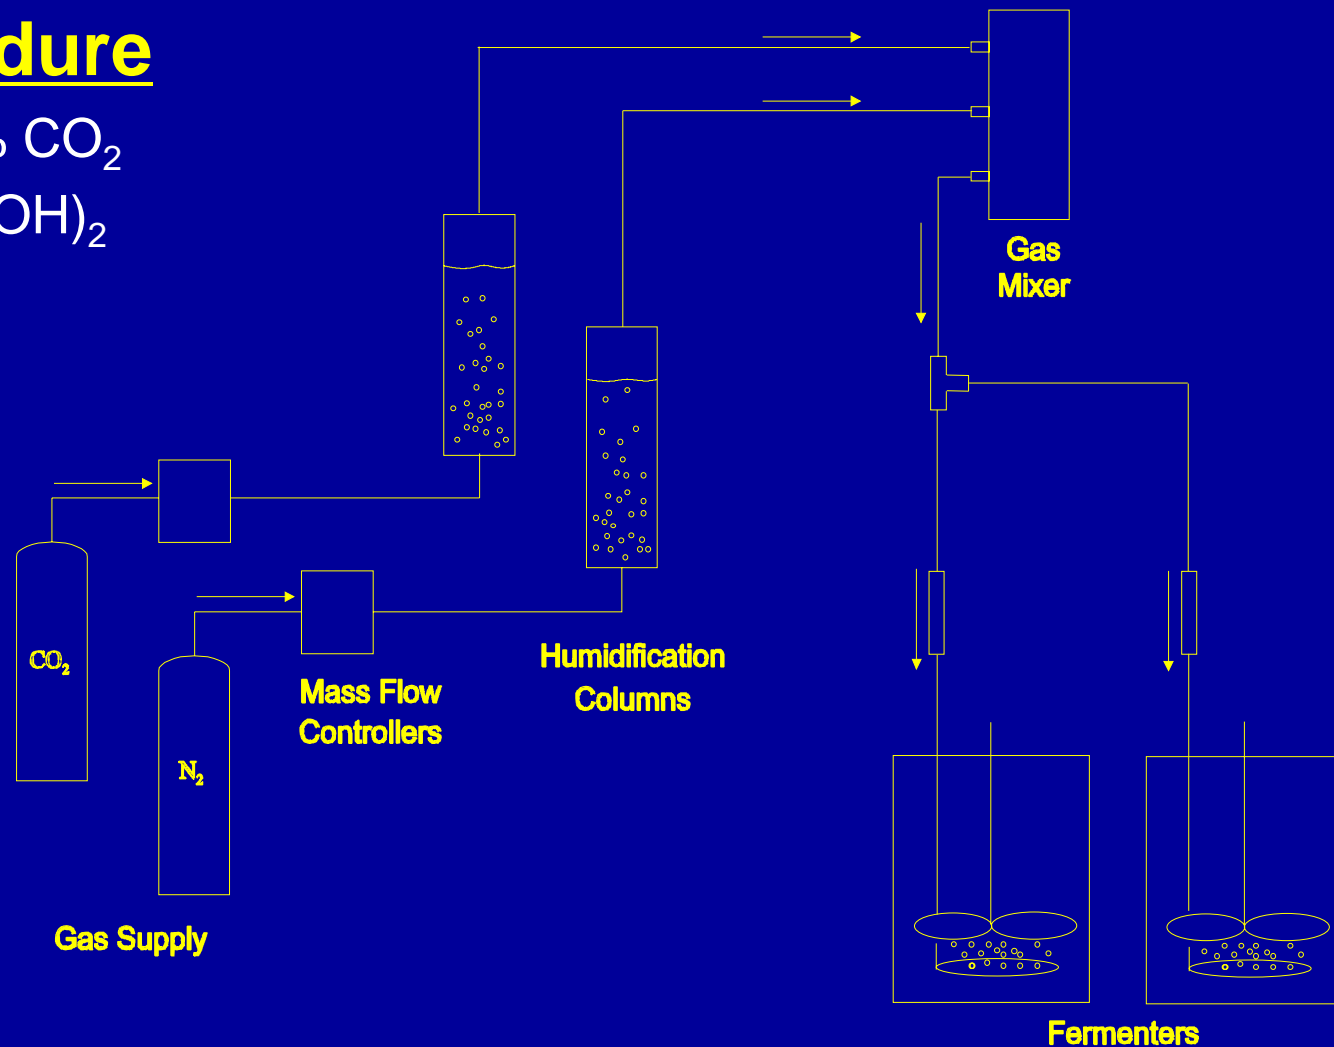 dure
% CO₂
OH)₂
Gas
Mixer
CO₂
Humidification
Columns
Mass Flow
Controllers
N₂
Gas Supply
Fermenters